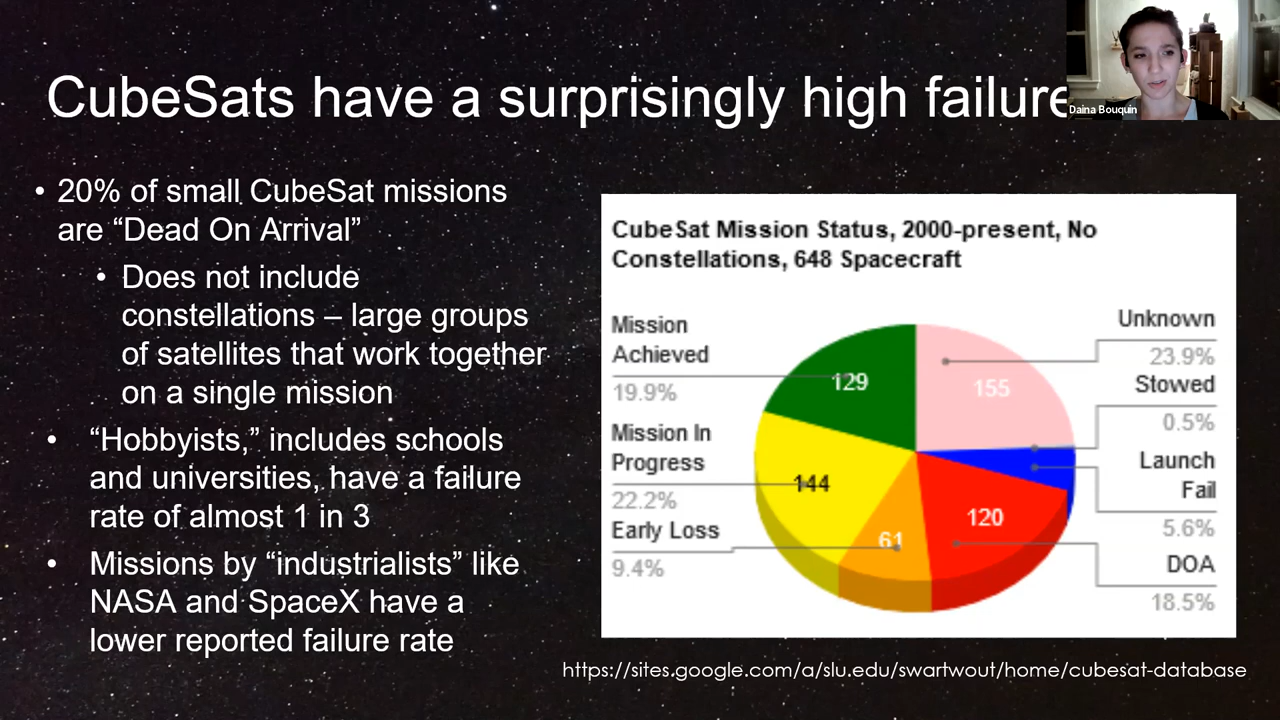 CubeSats have a surprisingly high failure
Daina Bouquin
• 20% of small CubeSat missions
are “Dead On Arrival”
• Does not include
constellations – large groups
of satellites that work together
on a single mission
• “Hobbyists,” includes schools
and universities, have a failure
rate of almost 1 in 3
• Missions by “industrialists” like
NASA and SpaceX have a
lower reported failure rate
CubeSat Mission Status, 2000-present, No
Constellations, 648 Spacecraft
Mission
Achieved
19.9%
Mission In
Progress
22.2%
Early Loss
9.4%
129
155
144
120
61
Unknown
23.9%
Stowed
0.5%
Launch
Fail
5.6%
DOA
18.5%
https://sites.google.com/a/slu.edu/swartwout/home/cubesat-database